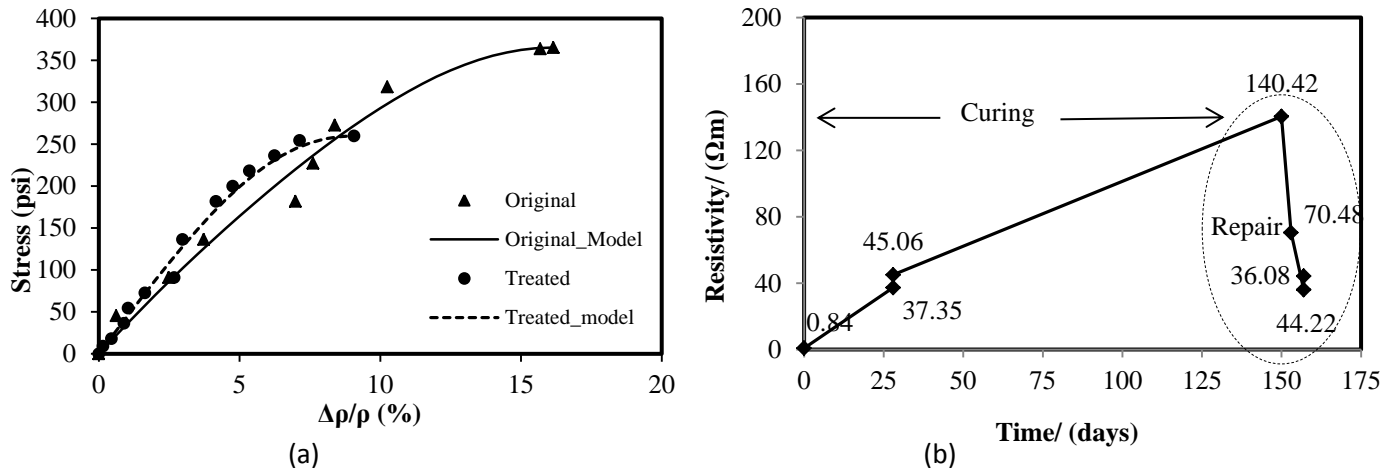 400
350
300
250
200
150
100
50
0
Stress (psi)
Original
Original_Model
Treated
Treated_model
0 5 10 15 20
Δρ/ρ (%)
(a)
200
160
120
80
40
0
Resistivity/ (Ωm)
Curing
140.42
Repair
70.48
45.06
36.08
37.35
44.22
0.84
0 25 50 75 100 125 150 175
Time/ (days)
(b)